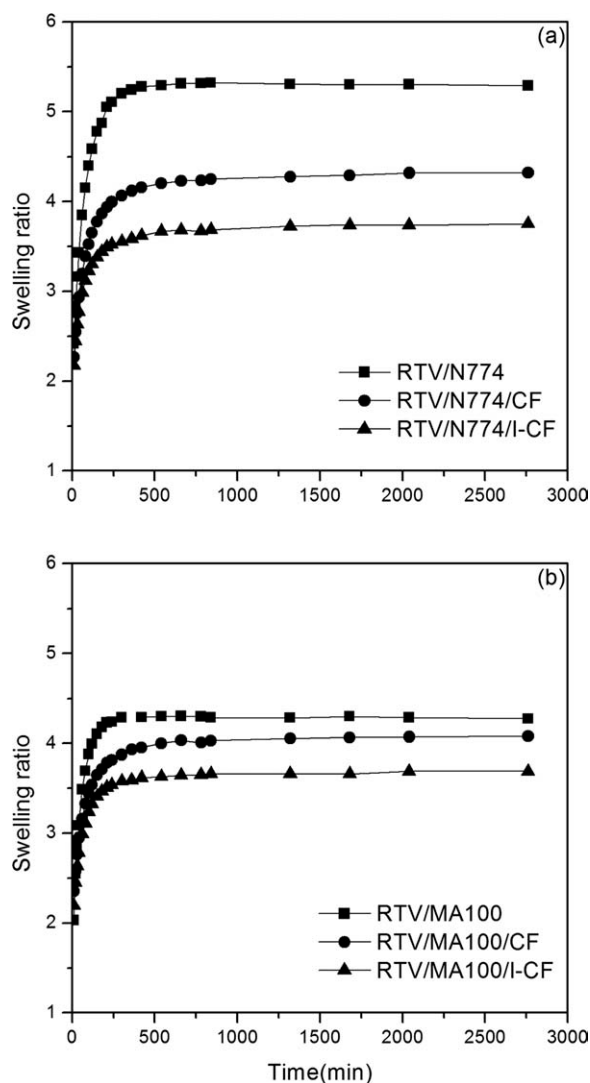 (a)
6
5
4
3
2
1
Swelling ratio
RTV/N774
RTV/N774/CF
RTV/N774/I-CF
0 500 1000 1500 2000 2500 3000
(b)
6
5
4
3
2
1
Swelling ratio
RTV/MA100
RTV/MA100/CF
RTV/MA100/I-CF
0 500 1000 1500 2000 2500 3000
Time(min)